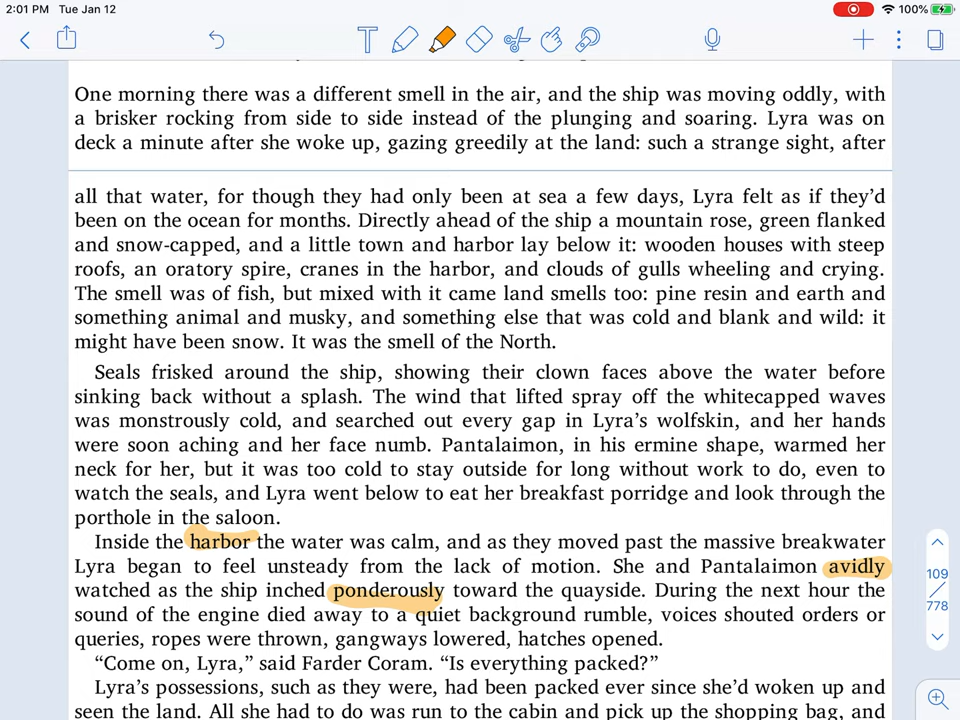 2:01 PM Tue Jan 12 100%
One morning there was a different smell in the air, and the ship was moving oddly, with
a brisker rocking from side to side instead of the plunging and soaring. Lyra was on
deck a minute after she woke up, gazing greedily at the land: such a strange sight, after
all that water, for though they had only been at sea a few days, Lyra felt as if they’d
been on the ocean for months. Directly ahead of the ship a mountain rose, green flanked
and snow-capped, and a little town and harbor lay below it: wooden houses with steep
roofs, an oratory spire, cranes in the harbor, and clouds of gulls wheeling and crying.
The smell was of fish, but mixed with it came land smells too: pine resin and earth and
something animal and musky, and something else that was cold and blank and wild: it
might have been snow. It was the smell of the North.
Seals frisked around the ship, showing their clown faces above the water before
sinking back without a splash. The wind that lifted spray off the whitecapped waves
was monstrously cold, and searched out every gap in Lyra’s wolfskin, and her hands
were soon aching and her face numb. Pantalaimon, in his ermine shape, warmed her
neck for her, but it was too cold to stay outside for long without work to do, even to
watch the seals, and Lyra went below to eat her breakfast porridge and look through the
porthole in the saloon.
Inside the harbor the water was calm, and as they moved past the massive breakwater
Lyra began to feel unsteady from the lack of motion. She and Pantalaimon avidly
watched as the ship inched ponderously toward the quayside. During the next hour the
sound of the engine died away to a quiet background rumble, voices shouted orders or
queries, ropes were thrown, gangways lowered, hatches opened.
“Come on, Lyra,” said Farder Coram. “Is everything packed?”
Lyra’s possessions, such as they were, had been packed ever since she’d woken up and
seen the land. All she had to do was run to the cabin and pick up the shopping bag, and
109
778